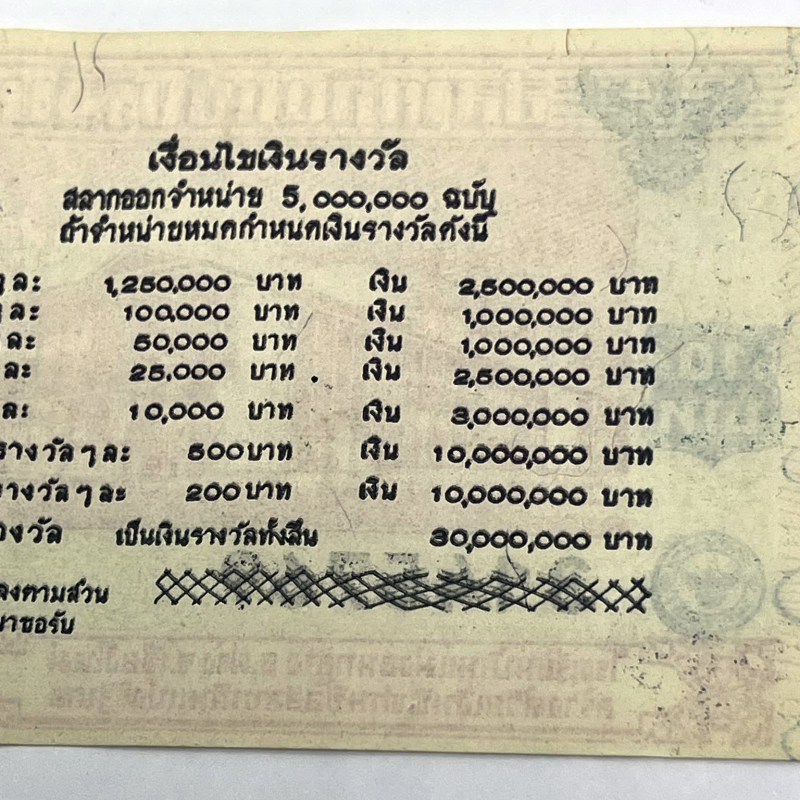 เงื่อนไขเงินรางวัล
สลากออกจำหน่าย 5,000,000 ฉบับ
ถ้าจำหน่ายหมดกำหนดเงินรางวัลดังนี้
ๆ ละ 1,250,000 บาท เงิน 2,500,000 บาท
ๆ ละ 100,000 บาท เงิน 1,000,000 บาท
ละ 50,000 บาท เงิน 1,000,000 บาท
ละ 25,000 บาท เงิน 2,500,000 บาท
ละ 10,000 บาท เงิน 3,000,000 บาท
รางวัลๆละ 500บาท เงิน 10,000,000 บาท
รางวัลๆละ 200บาท เงิน 10,000,000 บาท
งวัล เป็นเงินรางวัลทั้งสิ้น 30,000,000 บาท
ลงตามส่วน
มาขอรับ